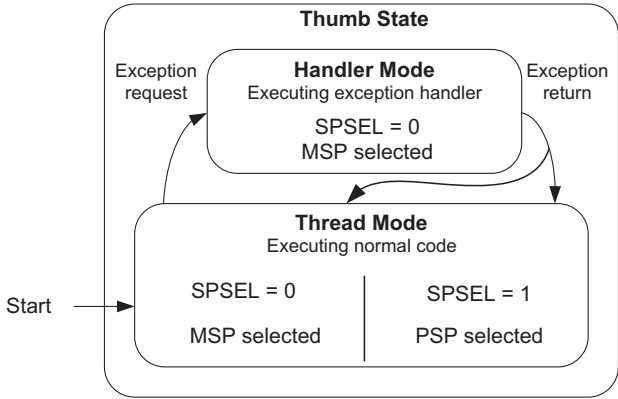 Thumb State
Exception
request
Handler Mode
Executing exception handler
SPSEL = 0
MSP selected
Exception
return
Thread Mode
Executing normal code
SPSEL = 0
MSP selected
SPSEL = 1
PSP selected
Start